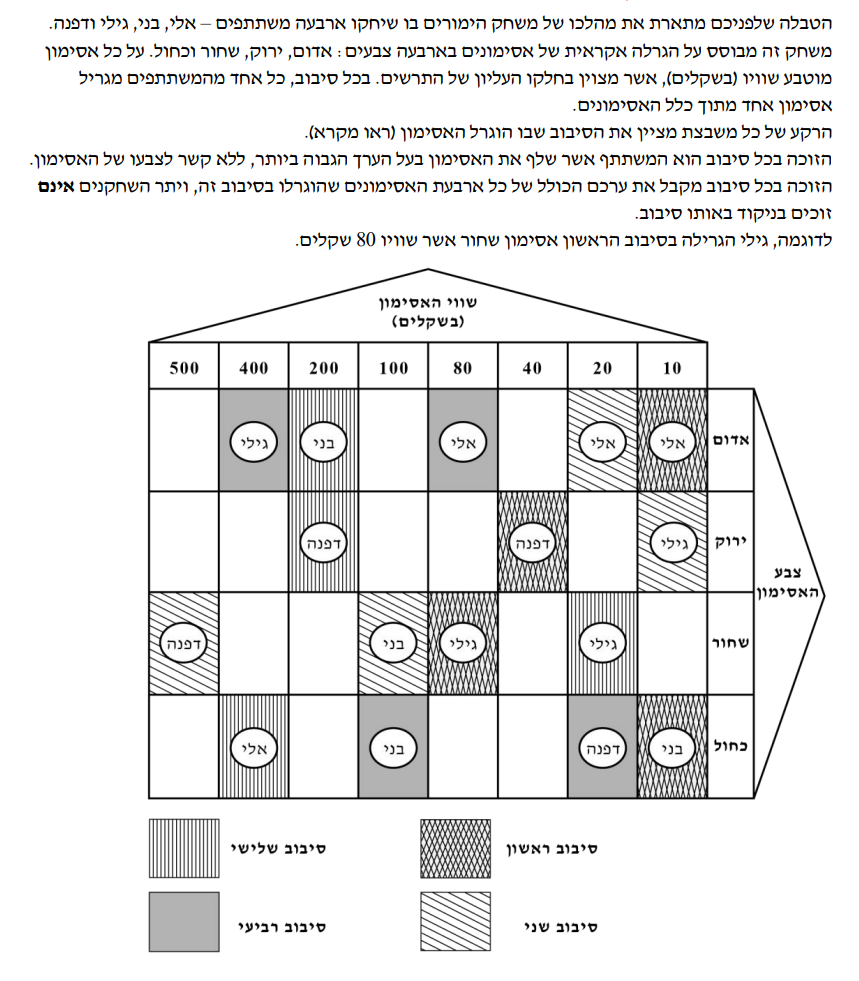 הטבלה שלפניכם מתארת את מהלכו של משחק הימורים בו שיחקו ארבעה משתתפים – אלי, בני, גילי ודפנה.
משחק זה מבוסס על הגרלה אקראית של אסימונים בארבעה צבעים: אדום, ירוק, שחור וכחול. על כל אסימון
מוטבע שוויו (בשקלים), אשר מצוין בחלקו העליון של התרשים. בכל סיבוב, כל אחד מהמשתתפים מגריל
אסימון אחד מתוך כלל האסימונים.
הרקע של כל משבצת מציין את הסיבוב שבו הוגרל האסימון (ראו מקרא).
הזוכה בכל סיבוב הוא המשתתף אשר שלף את האסימון בעל הערך הגבוה ביותר, ללא קשר לצבעו של האסימון.
הזוכה בכל סיבוב מקבל את ערכם הכולל של כל ארבעת האסימונים שהוגרלו בסיבוב זה, ויתר השחקנים אינם
זוכים בניקוד באותו סיבוב.
לדוגמה, גילי הגרילה בסיבוב הראשון אסימון שחור אשר שוויו 80 שקלים.
שווי האסימון
(בשקלים)
10 20 40 80 100 200 400 500
אדום אלי אלי אלי בני גילי
ירוק גילי דפנה דפנה
צבע
האסימון
שחור גילי גילי בני דפנה
כחול בני דפנה בני אלי
סיבוב ראשון סיבוב שלישי
סיבוב שני סיבוב רביעי